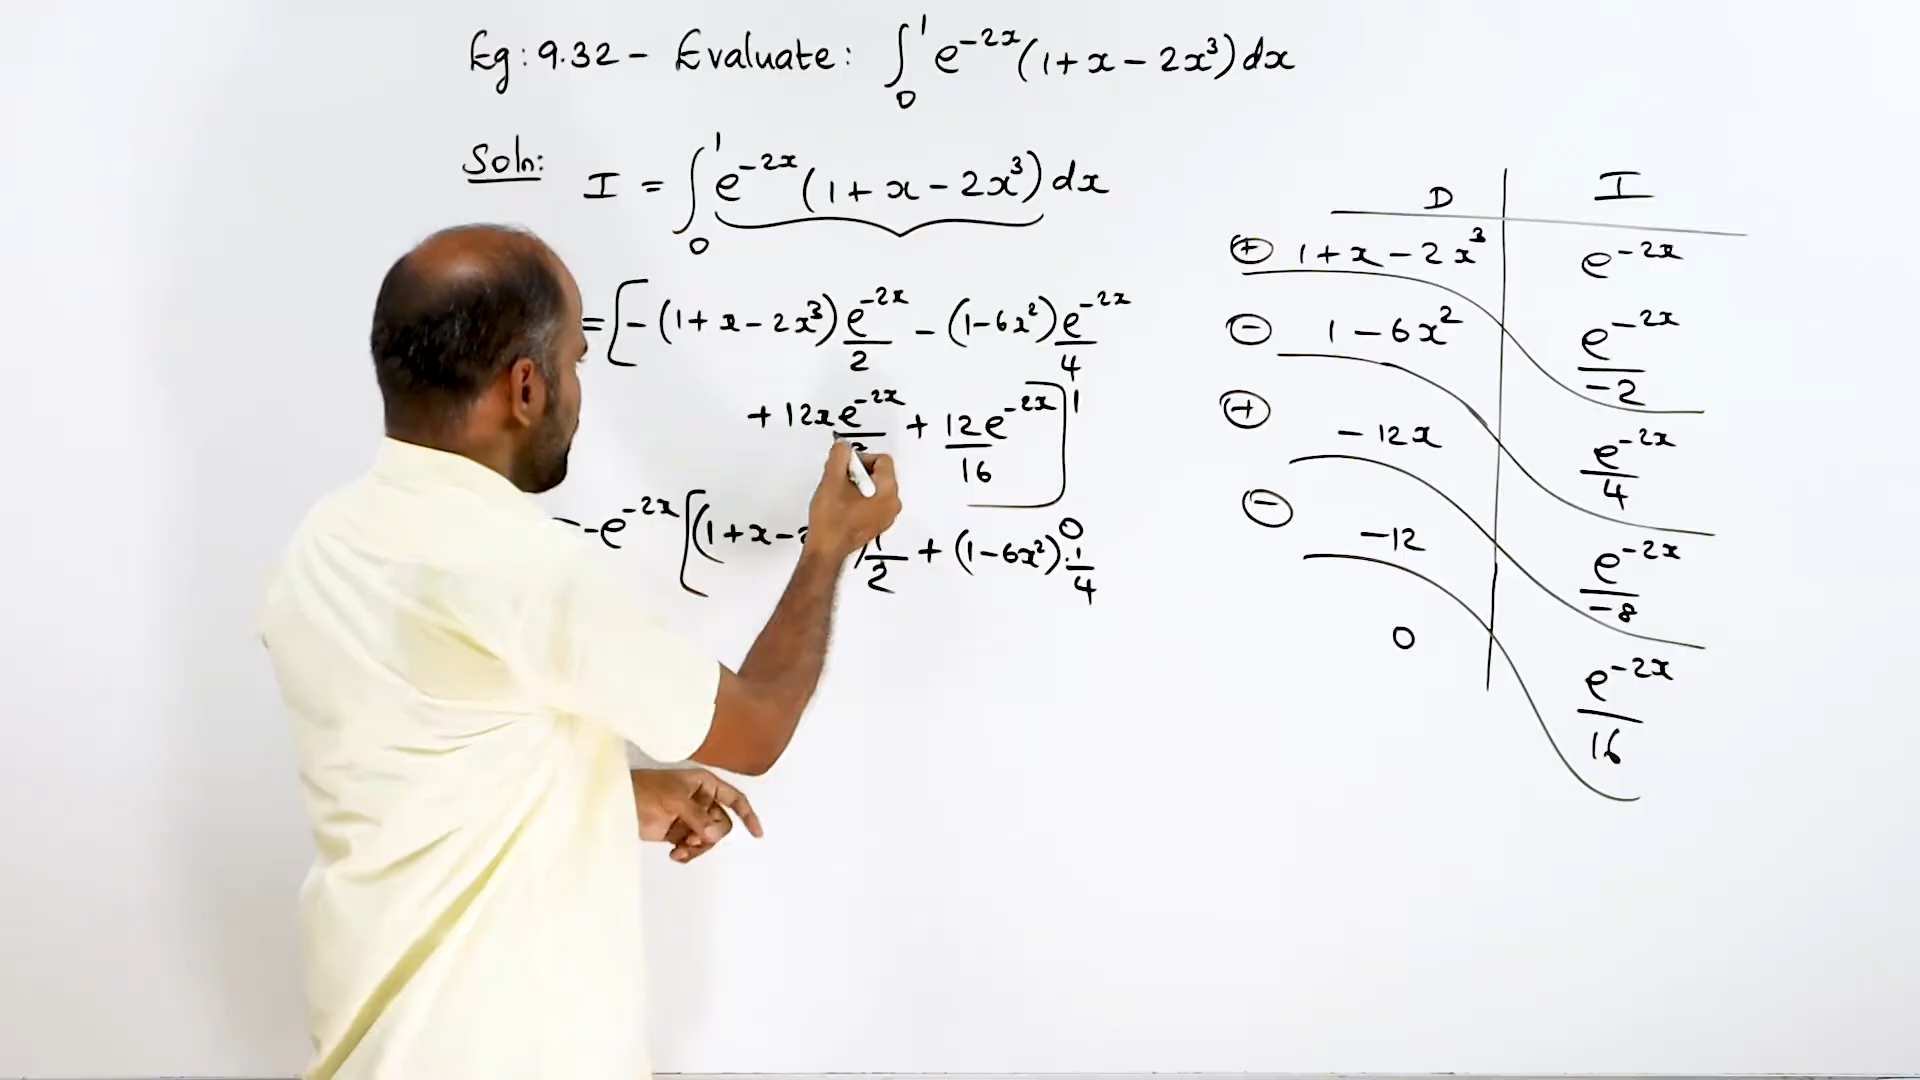 Eg: 9.32 - Evaluate: ∫₀¹ e^{-2x} (1 + x - 2x³) dx
Soln: I = ∫₀¹ e^{-2x} (1 + x - 2x³) dx
= [-(1 + x - 2x³) e^{-2x}/2 - (1-6x²) e^{-2x}/4
+ 12x e^{-2x}/ + 12e^{-2x}/16]₀¹
-e^{-2x} [(1 + x - 1/2 + (1-6x²) · 1/4
D I
⊕ 1 + x - 2x³ e^{-2x}
⊖ 1 - 6x² e^{-2x}/-2
⊕ -12x e^{-2x}/4
⊖ -12 e^{-2x}/-8
0 e^{-2x}/16